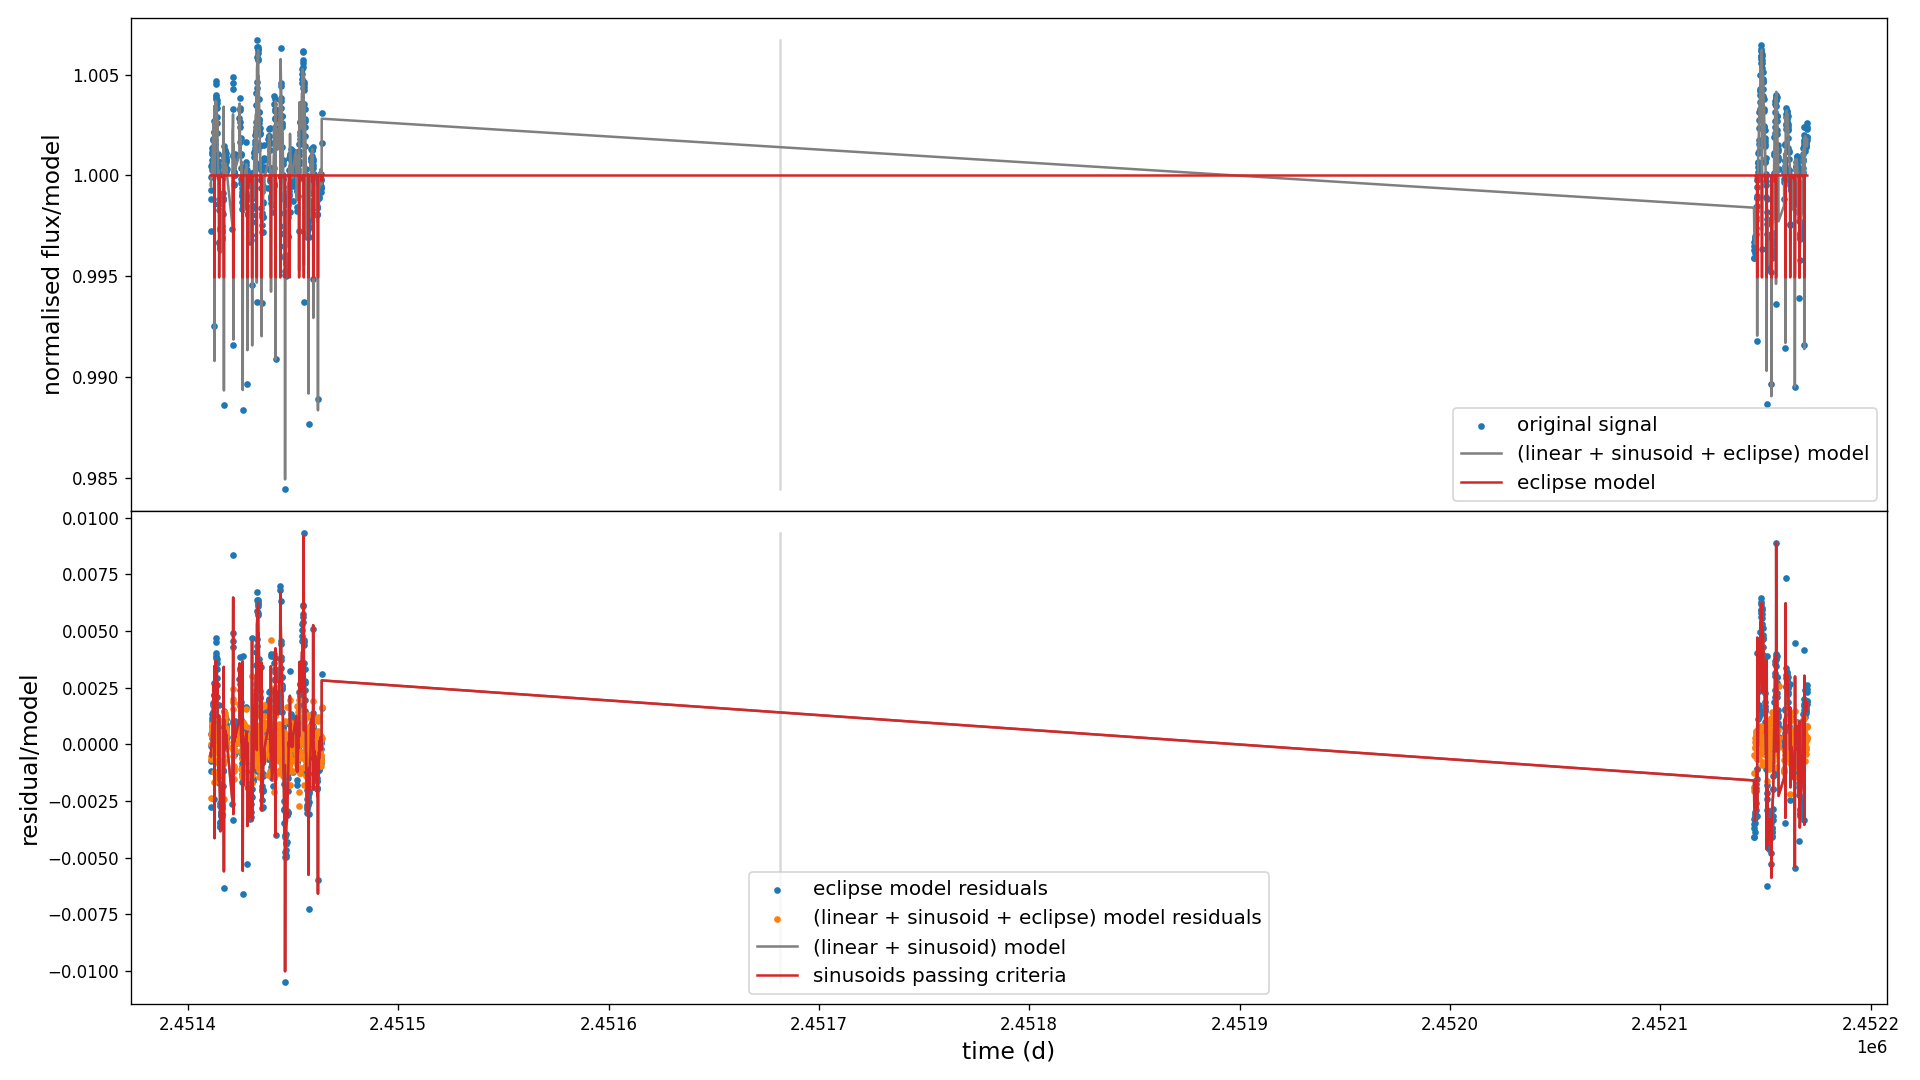 normalised flux/model
1.005
1.000
0.995
0.990
0.985
original signal
(linear + sinusoid + eclipse) model
eclipse model
residual/model
0.0100
0.0075
0.0050
0.0025
0.0000
−0.0025
−0.0050
−0.0075
−0.0100
eclipse model residuals
(linear + sinusoid + eclipse) model residuals
(linear + sinusoid) model
sinusoids passing criteria
2.4514 2.4515 2.4516 2.4517 2.4518 2.4519 2.4520 2.4521 2.4522
1e6
time (d)